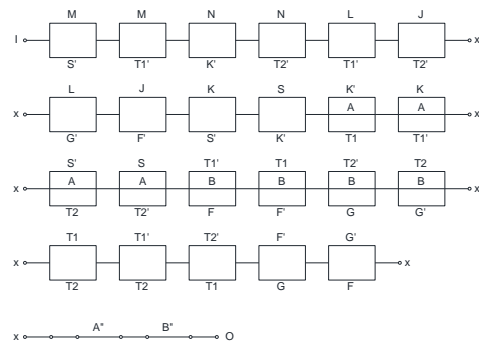 M M N N L J
I x
S' T1' K' T2' T1' T2'
L J K S K' K
x A A x
G' F' S' K' T1 T1'
S' S T1' T1 T2' T2
x A A B B B B x
T2 T2' F F' G G'
T1 T1' T2' F' G'
x x
T2 T2 T1 G F
A" B"
x O